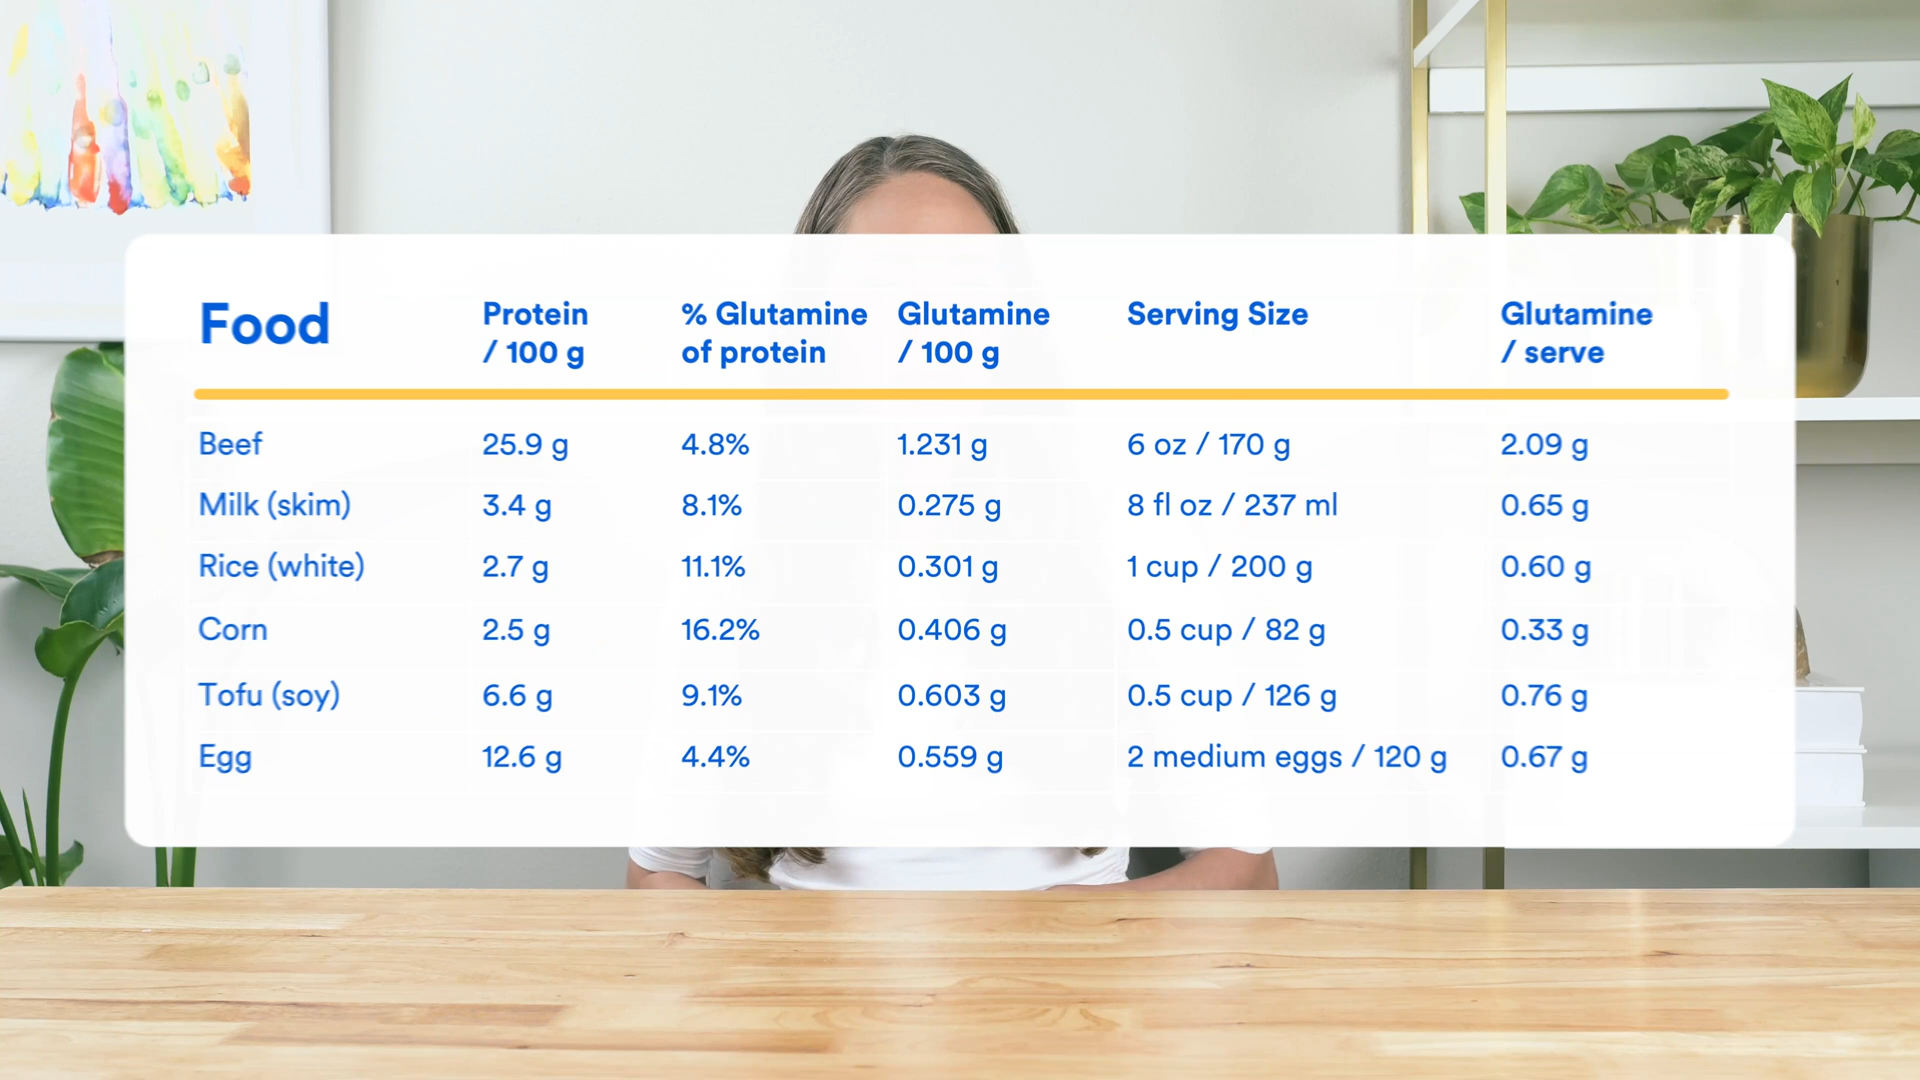 Food Protein / 100 g % Glutamine of protein Glutamine / 100 g Serving Size Glutamine / serve
Beef 25.9 g 4.8% 1.231 g 6 oz / 170 g 2.09 g
Milk (skim) 3.4 g 8.1% 0.275 g 8 fl oz / 237 ml 0.65 g
Rice (white) 2.7 g 11.1% 0.301 g 1 cup / 200 g 0.60 g
Corn 2.5 g 16.2% 0.406 g 0.5 cup / 82 g 0.33 g
Tofu (soy) 6.6 g 9.1% 0.603 g 0.5 cup / 126 g 0.76 g
Egg 12.6 g 4.4% 0.559 g 2 medium eggs / 120 g 0.67 g